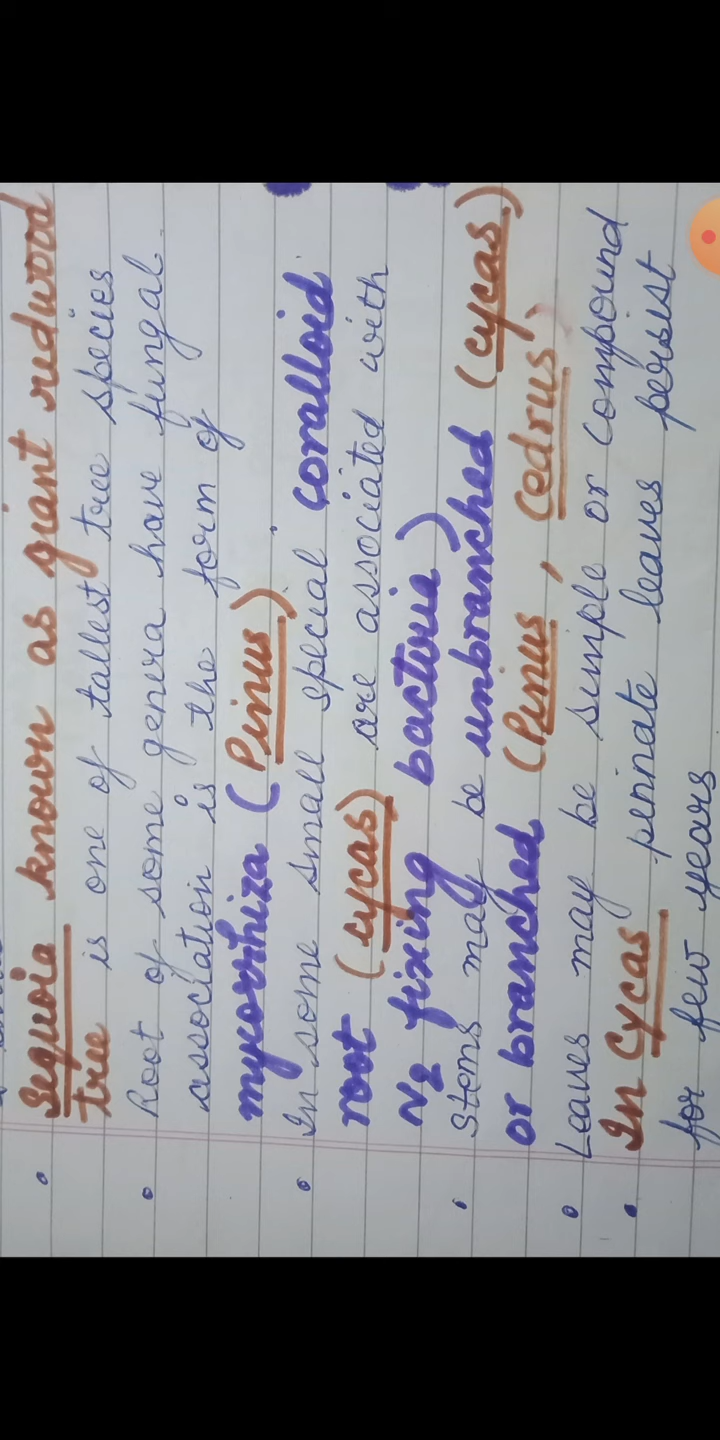 Sequoia known as giant redwood
tree is one of tallest tree species
Root of some genera have fungal
association is the form of
mycorrhiza (Pinus)
In some small special coralloid
root (cycas) are associated with
N2 fixing bactoria)
Stems may be unbranched (cycas)
or branched (Pinus, Cedrus)
Leaves may be simple or compound
In Cycas pennate leaves persist
for few years